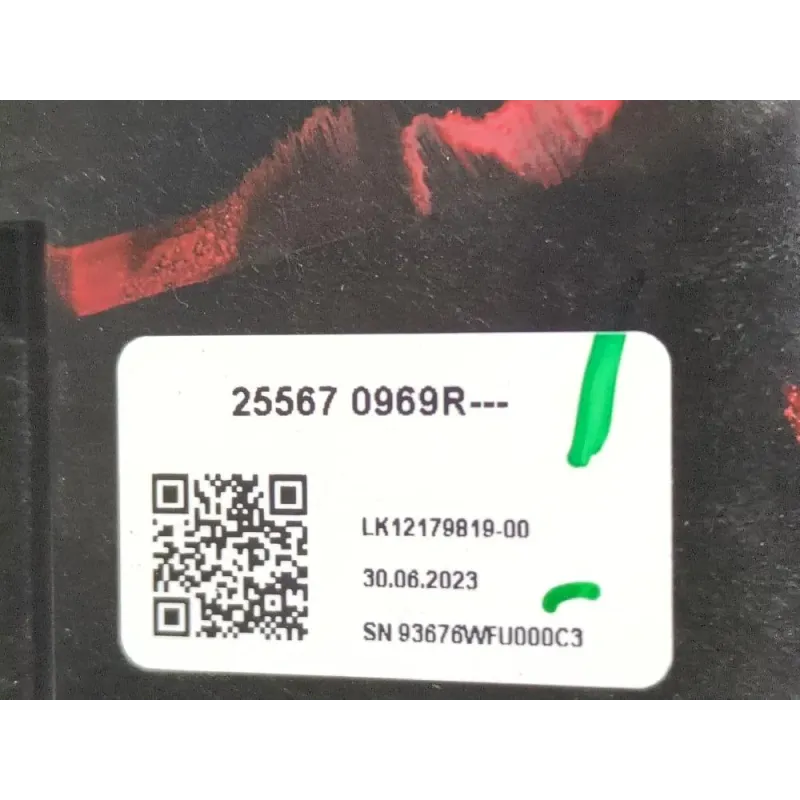 25567 0969R---
LK12179819-00
30.06.2023
SN 93676WFU000C3